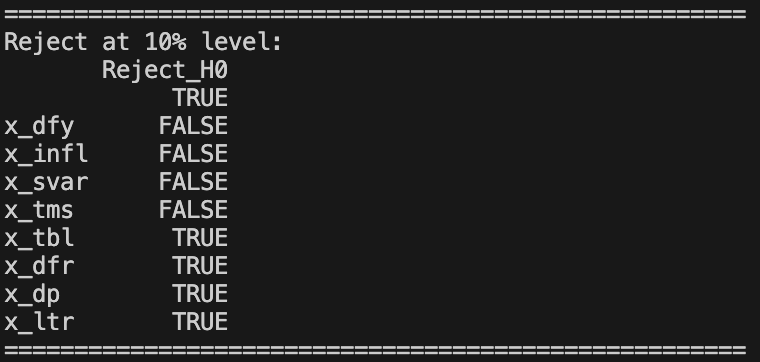 =====================================================
Reject at 10% level:
       Reject_H0
            TRUE
x_dfy      FALSE
x_infl     FALSE
x_svar     FALSE
x_tms      FALSE
x_tbl       TRUE
x_dfr       TRUE
x_dp        TRUE
x_ltr       TRUE
=====================================================